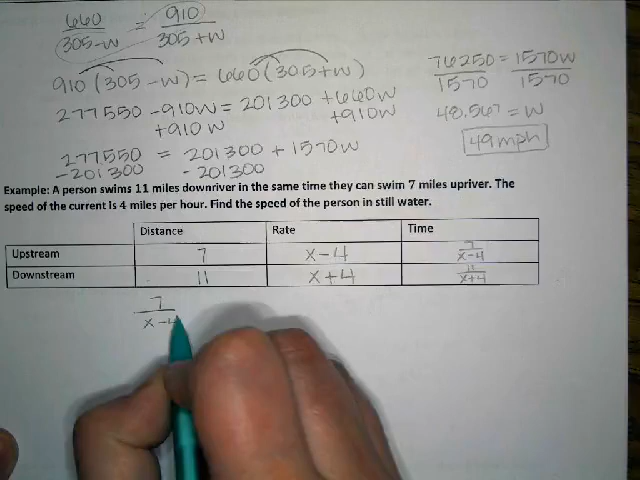 660/305-W = 910/305+W
910(305-W) = 660(305+W)
277550 - 910W = 201300 + 660W
+910W +910W
277550 = 201300 + 1570W
-201300 -201300
76250 = 1570W
1570 1570
48.567 = W
49mph
Example: A person swims 11 miles downriver in the same time they can swim 7 miles upriver. The
speed of the current is 4 miles per hour. Find the speed of the person in still water.
Distance Rate Time
Upstream 7 x-4 7/x-4
Downstream 11 x+4 11/x+4
7
x-4